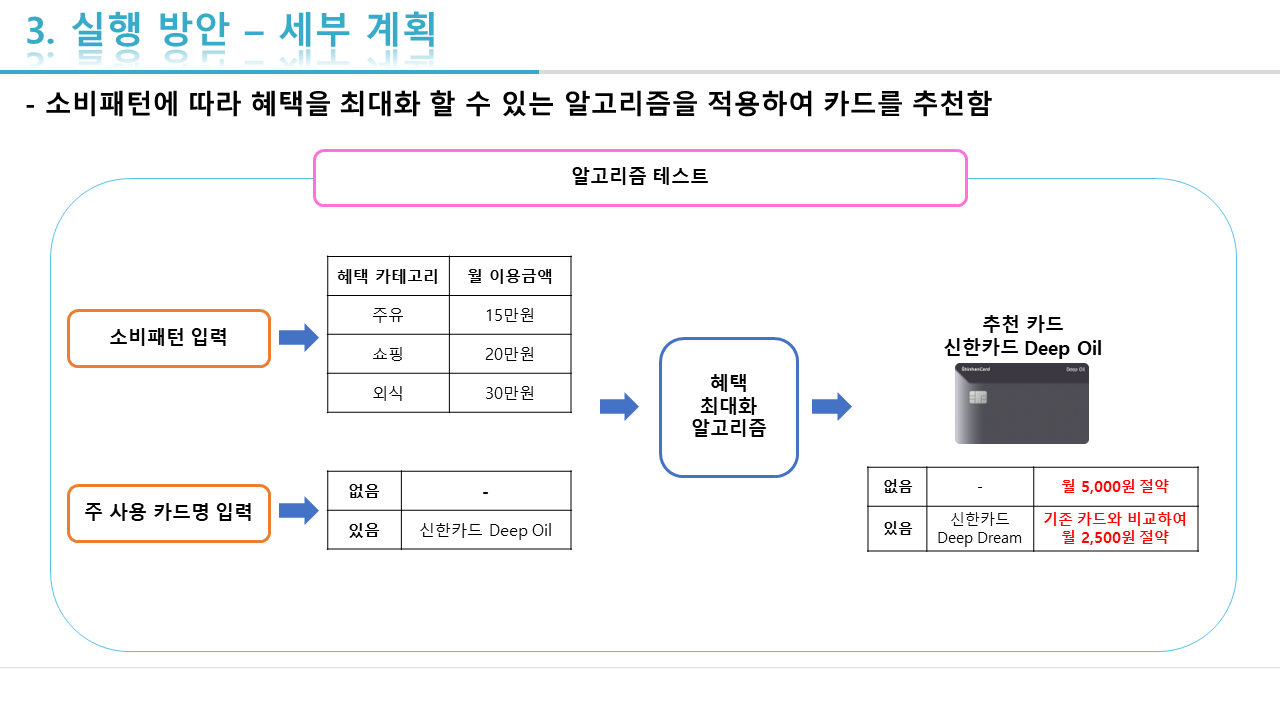 3. 실행 방안 – 세부 계획
- 소비패턴에 따라 혜택을 최대화 할 수 있는 알고리즘을 적용하여 카드를 추천함
알고리즘 테스트
소비패턴 입력
혜택 카테고리 월 이용금액
주유 15만원
쇼핑 20만원
외식 30만원
주 사용 카드명 입력
없음 -
있음 신한카드 Deep Oil
혜택
최대화
알고리즘
추천 카드
신한카드 Deep Oil
ShinhanCard Deep Oil
없음 - 월 5,000원 절약
있음
신한카드
Deep Dream
기존 카드와 비교하여
월 2,500원 절약